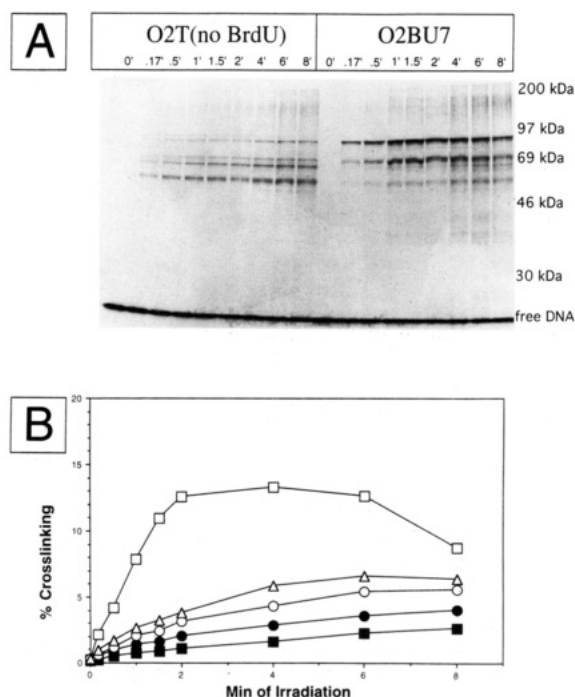 A
O2T(no BrdU) O2BU7
0' .17' .5' 1' 1.5' 2' 4' 6' 8' 0' .17' .5' 1' 1.5' 2' 4' 6' 8'
200 kDa
97 kDa
69 kDa
46 kDa
30 kDa
free DNA
B
20
15
10
5
0
% Crosslinking
0 2 4 6 8
Min of Irradiation